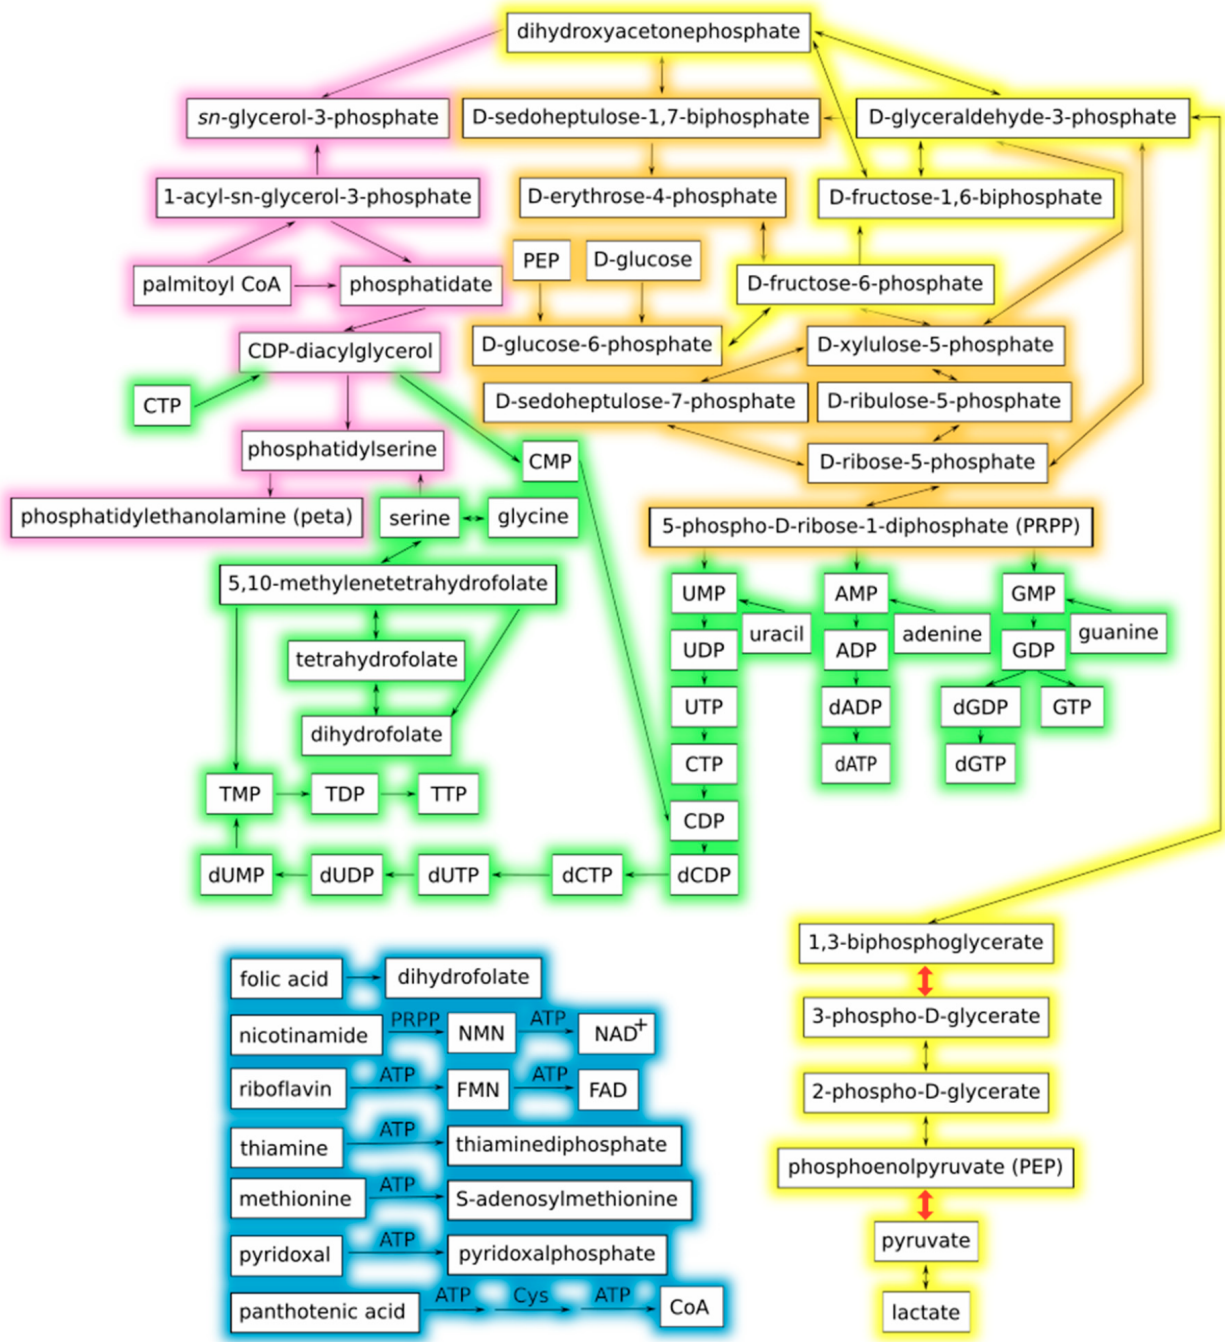 dihydroxyacetonephosphate
sn-glycerol-3-phosphate
D-sedoheptulose-1,7-biphosphate
D-glyceraldehyde-3-phosphate
1-acyl-sn-glycerol-3-phosphate
D-erythrose-4-phosphate
D-fructose-1,6-biphosphate
PEP
D-glucose
palmitoyl CoA
phosphatidate
D-fructose-6-phosphate
CDP-diacylglycerol
D-glucose-6-phosphate
D-xylulose-5-phosphate
CTP
D-sedoheptulose-7-phosphate
D-ribulose-5-phosphate
phosphatidylserine
CMP
D-ribose-5-phosphate
phosphatidylethanolamine (peta)
serine
glycine
5-phospho-D-ribose-1-diphosphate (PRPP)
5,10-methylenetetrahydrofolate
UMP
AMP
GMP
uracil
adenine
guanine
tetrahydrofolate
UDP
ADP
GDP
dihydrofolate
UTP
dADP
dGDP
GTP
CTP
dATP
dGTP
TMP
TDP
TTP
CDP
dUMP
dUDP
dUTP
dCTP
dCDP
1,3-biphosphoglycerate
folic acid
dihydrofolate
3-phospho-D-glycerate
nicotinamide
PRPP
NMN
ATP
NAD+
riboflavin
ATP
FMN
ATP
FAD
2-phospho-D-glycerate
thiamine
ATP
thiaminediphosphate
phosphoenolpyruvate (PEP)
methionine
ATP
S-adenosylmethionine
pyruvate
pyridoxal
ATP
pyridoxalphosphate
panthotenic acid
ATP
Cys
ATP
CoA
lactate